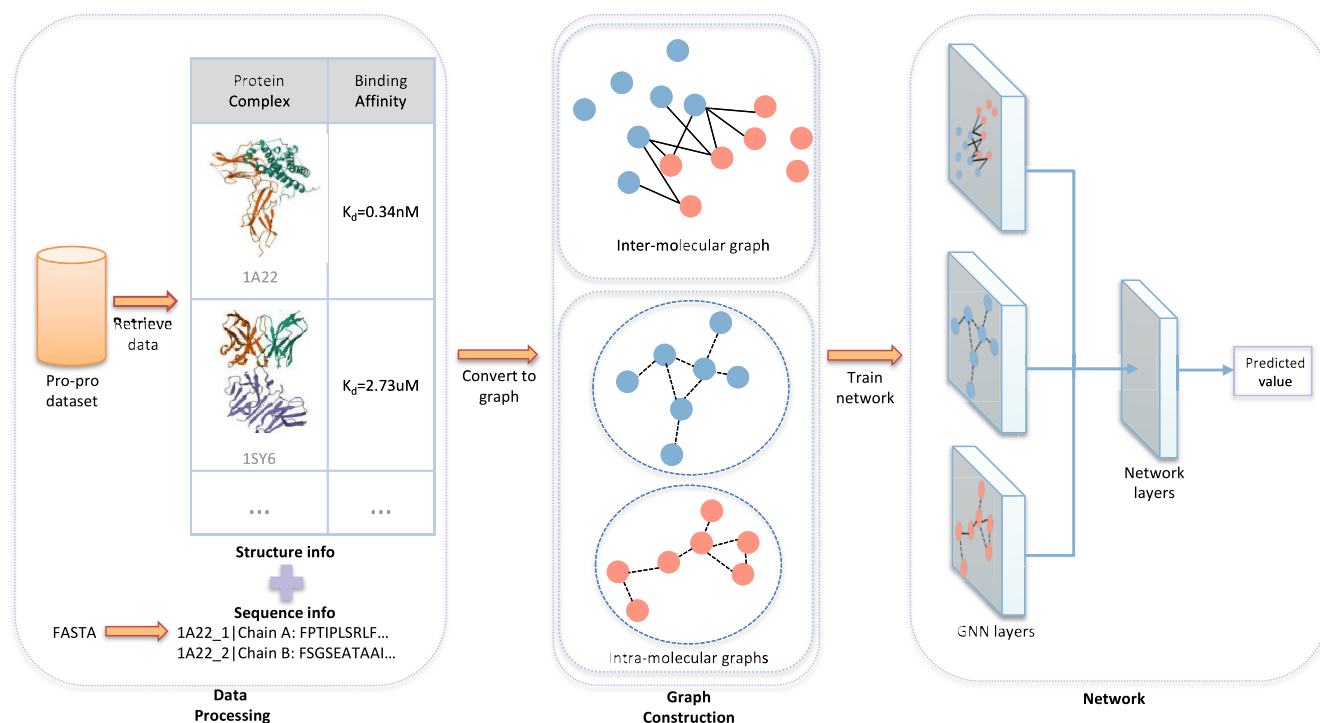 Protein
Complex
Binding
Affinity
K_d=0.34nM
1A22
Pro-pro
dataset
Retrieve
data
K_d=2.73uM
1SY6
...
...
Structure info
Sequence info
FASTA
1A22_1|Chain A: FPTIPLSRLF...
1A22_2|Chain B: FSGSEATAAI...
Data
Processing
Convert to
graph
Inter-molecular graph
Intra-molecular graphs
Graph
Construction
Train
network
GNN layers
Network
layers
Predicted
value
Network